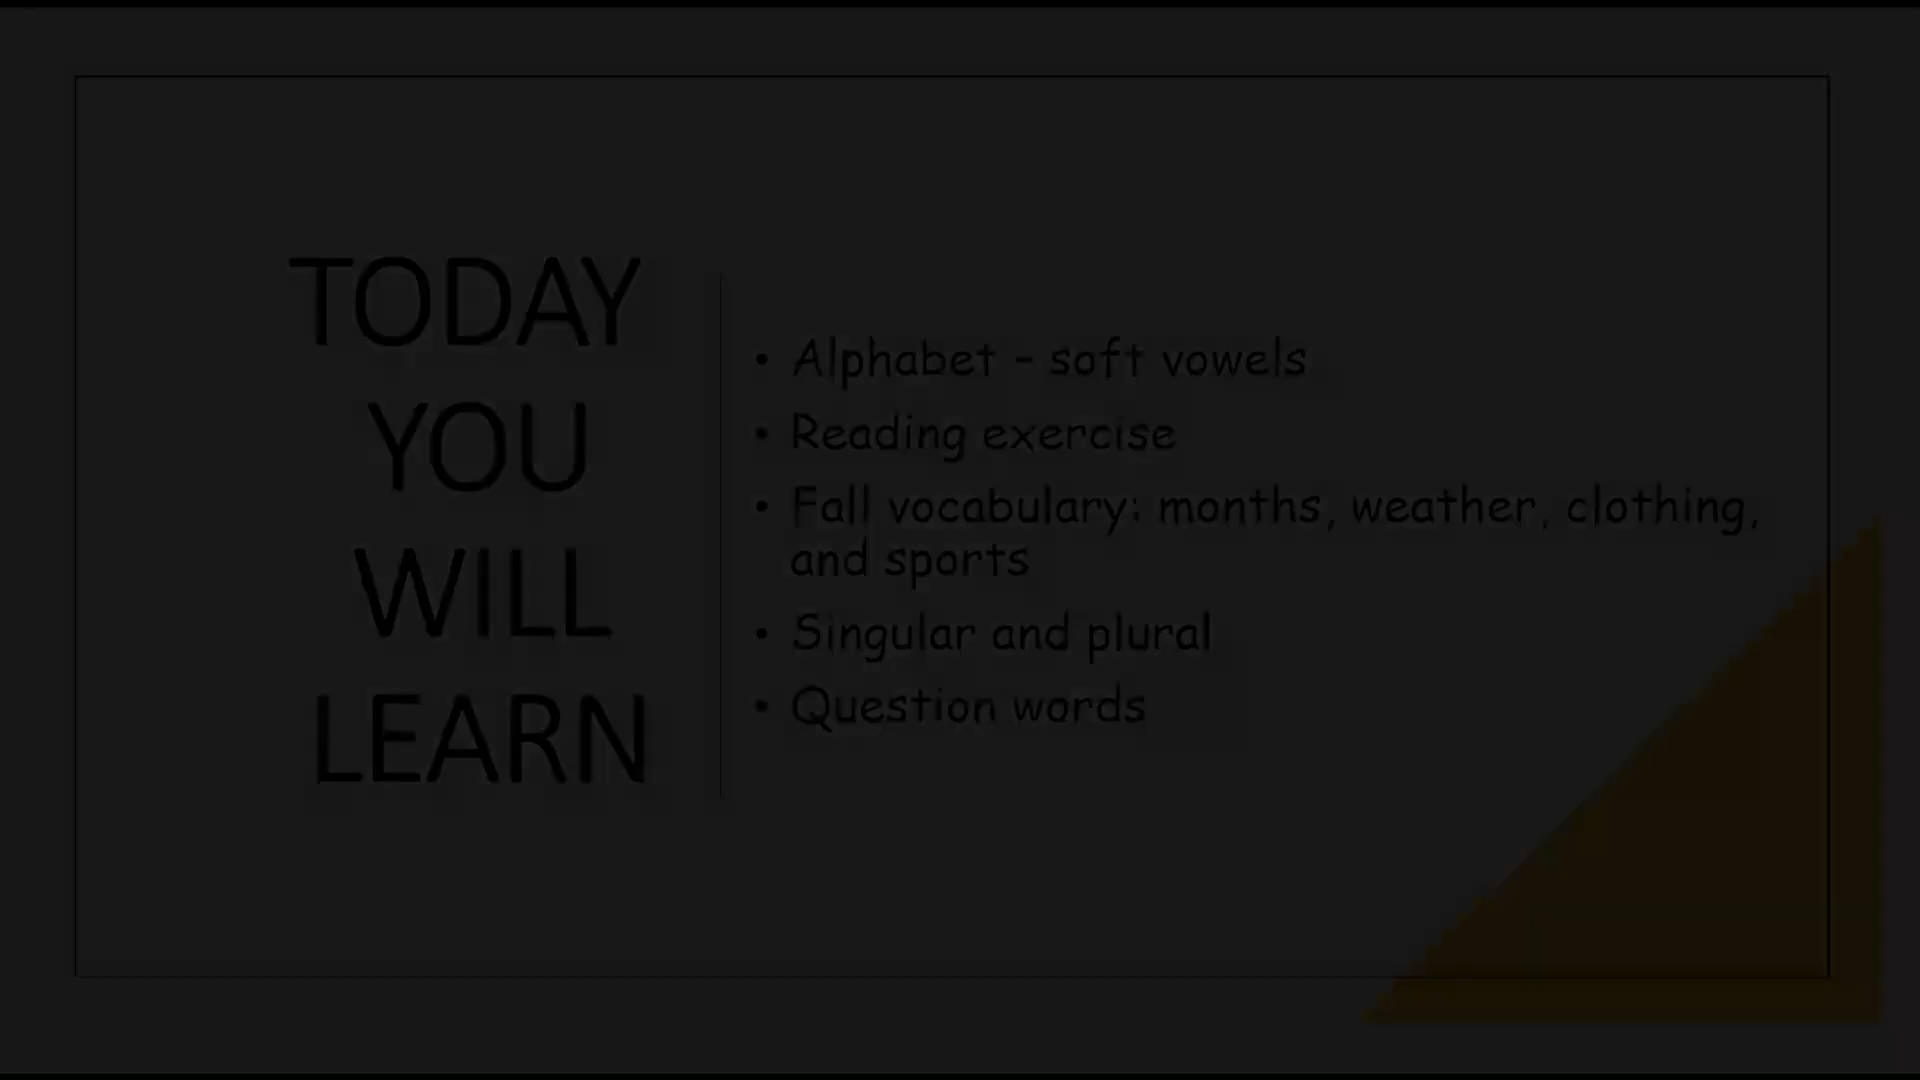 TODAY
YOU
WILL
LEARN
• Alphabet – soft vowels
• Reading exercise
• Fall vocabulary: months, weather, clothing,
and sports
• Singular and plural
• Question words